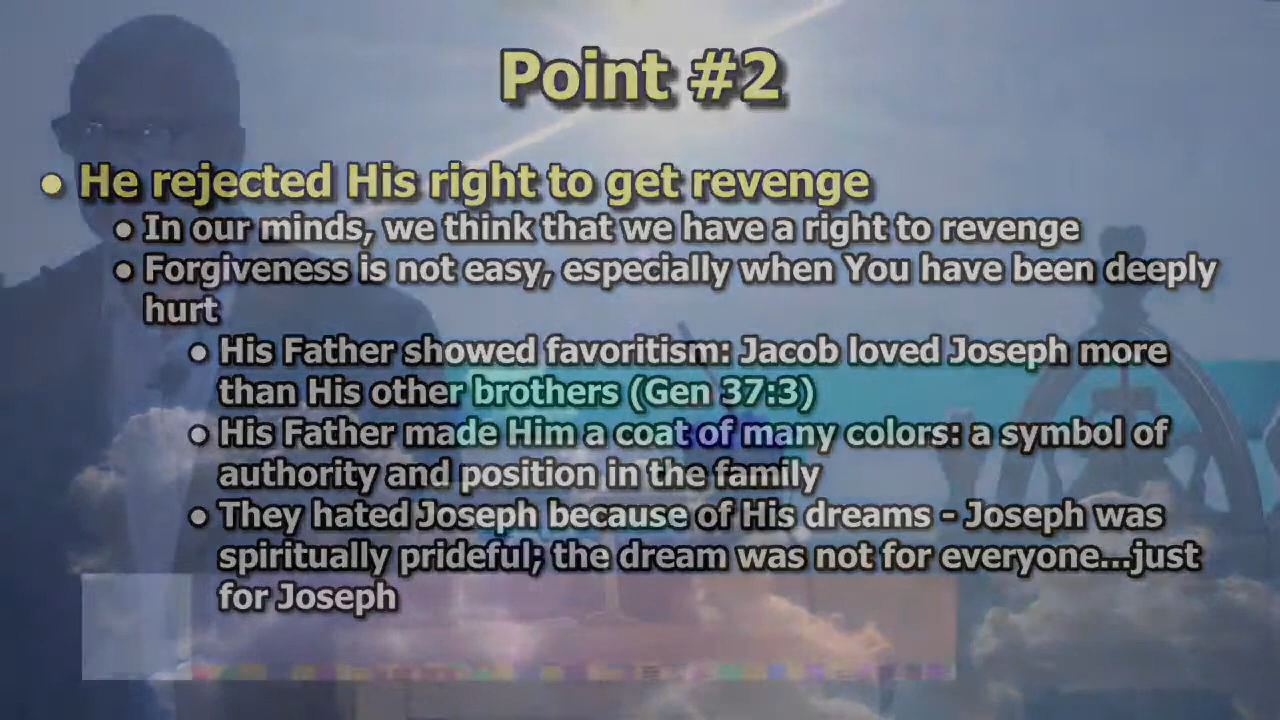 Point #2
• He rejected His right to get revenge
• In our minds, we think that we have a right to revenge
• Forgiveness is not easy, especially when You have been deeply
hurt
• His Father showed favoritism: Jacob loved Joseph more
than His other brothers (Gen 37:3)
• His Father made Him a coat of many colors: a symbol of
authority and position in the family
• They hated Joseph because of His dreams - Joseph was
spiritually prideful; the dream was not for everyone...just
for Joseph